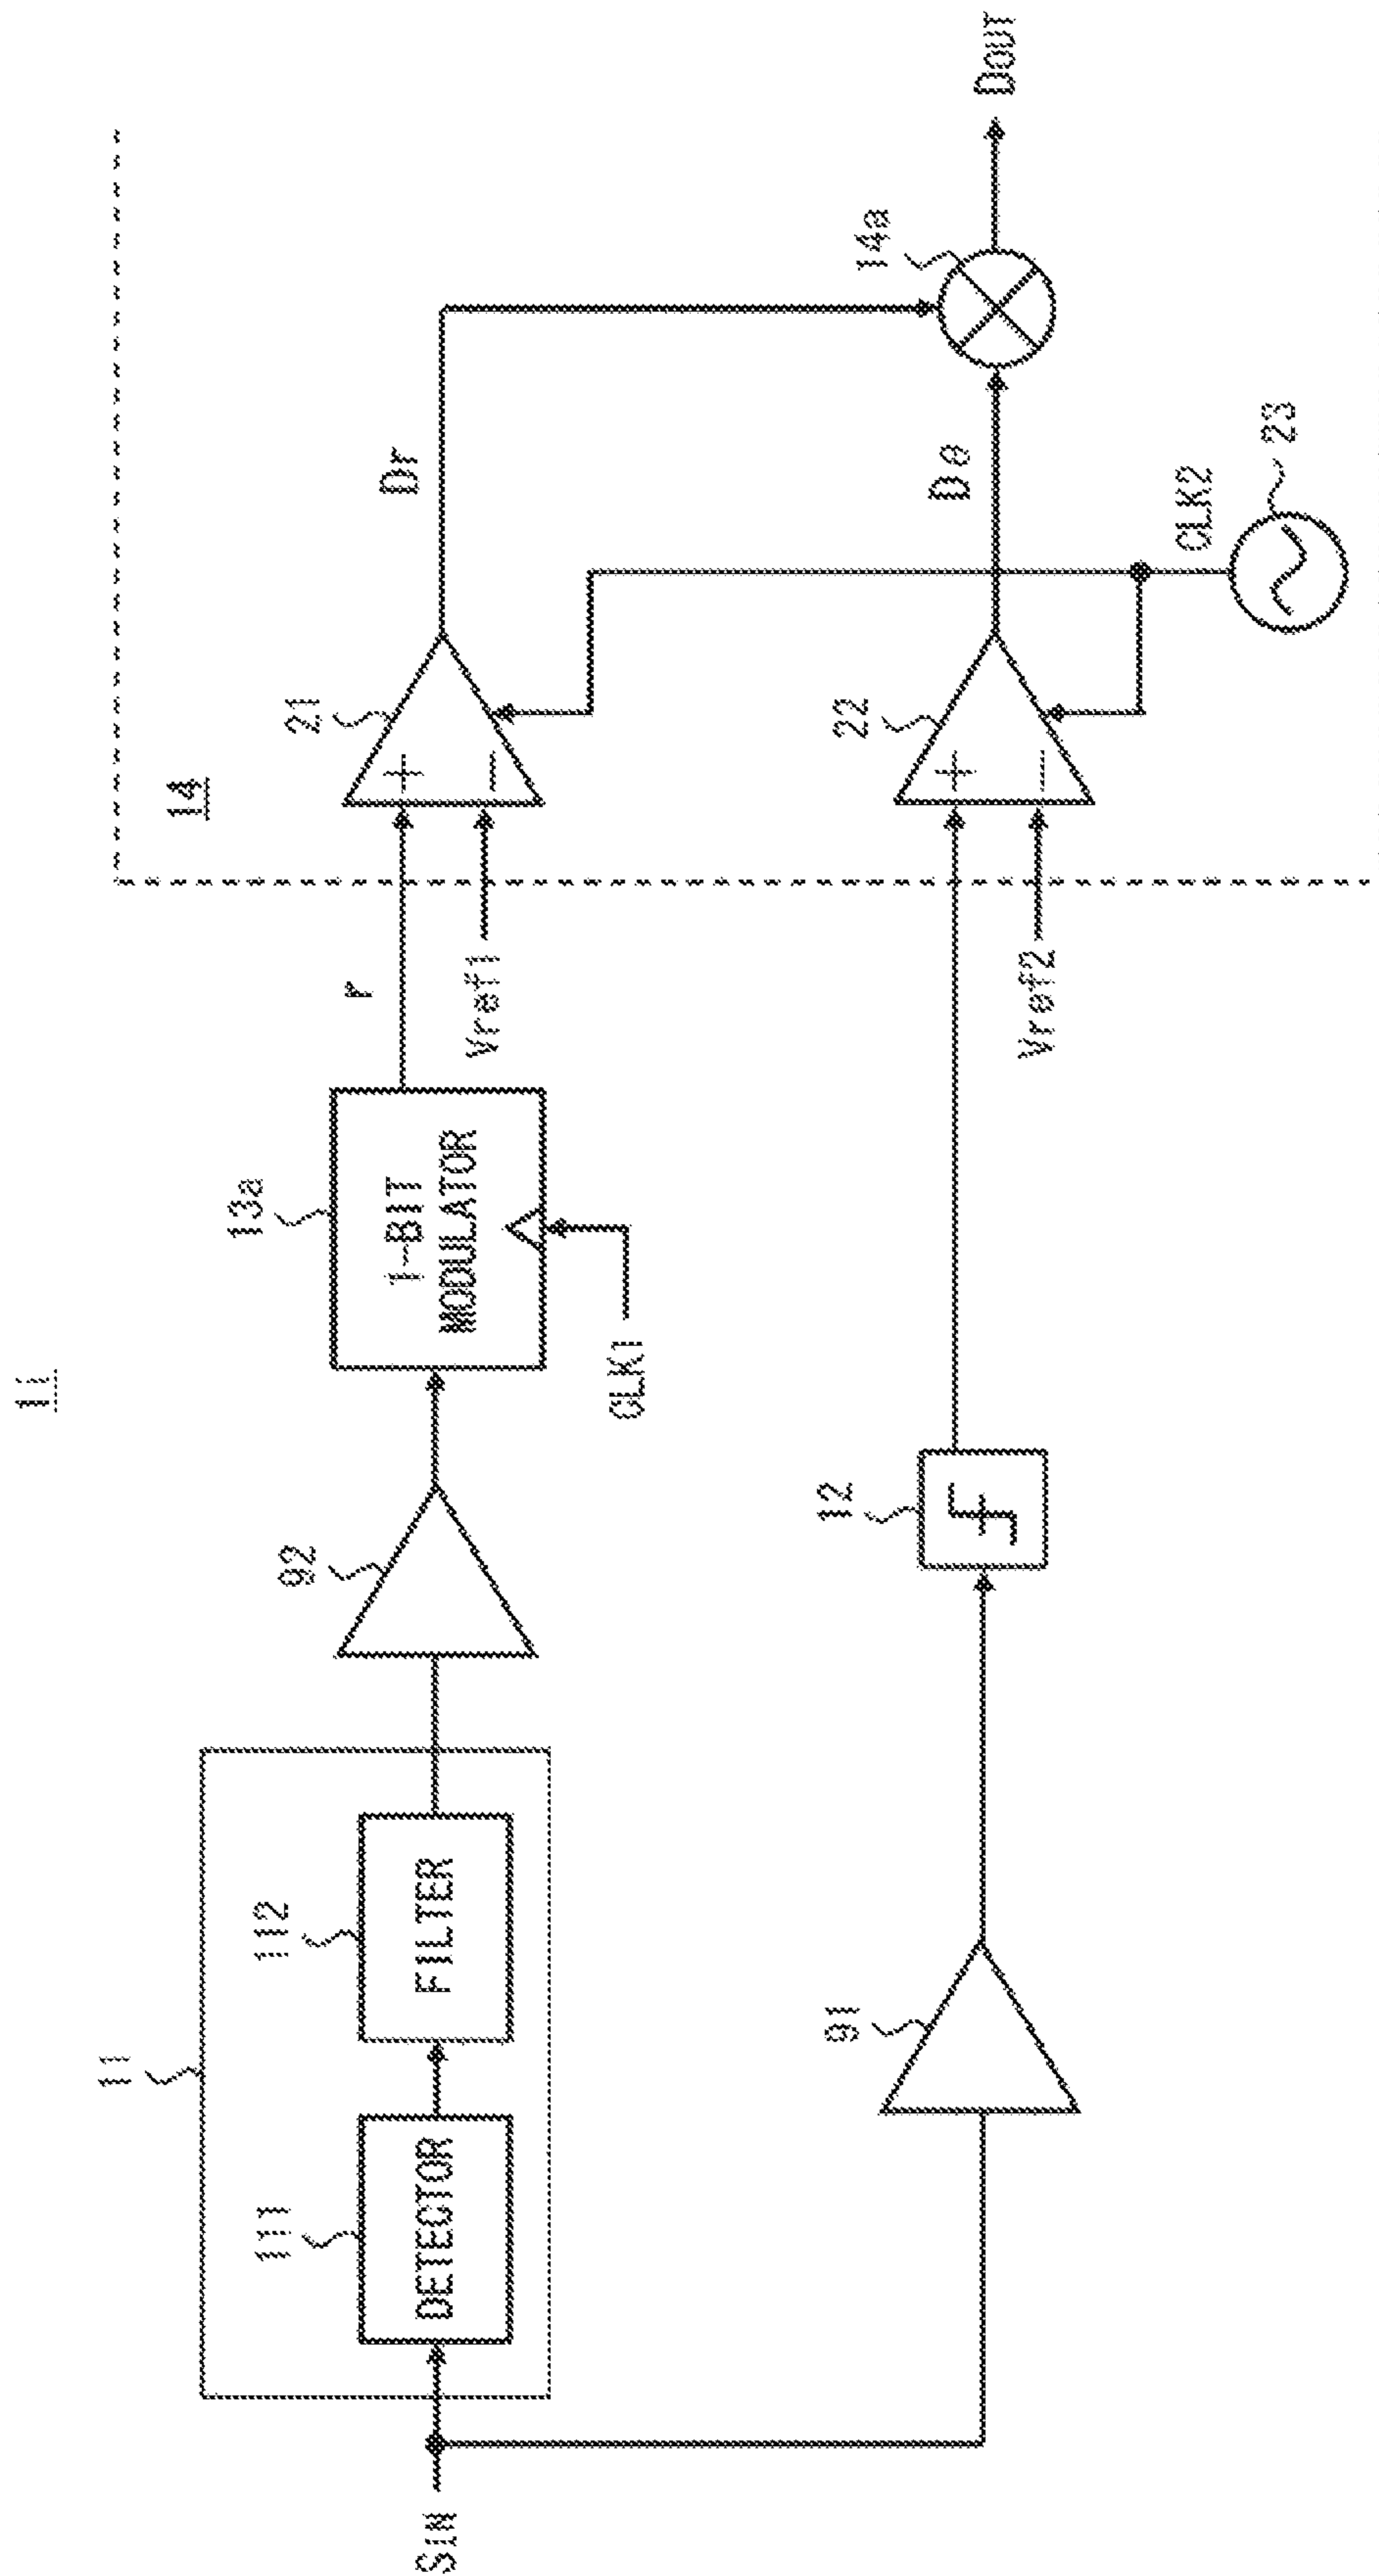 1i
11
111
DETECTOR
112
FILTER
92
13a
1-BIT
MODULATOR
CLK1
r
Vref1
14
21
+
−
Dr
14a
DOUT
SIN
91
12
Vref2
22
+
−
Dθ
CLK2
23